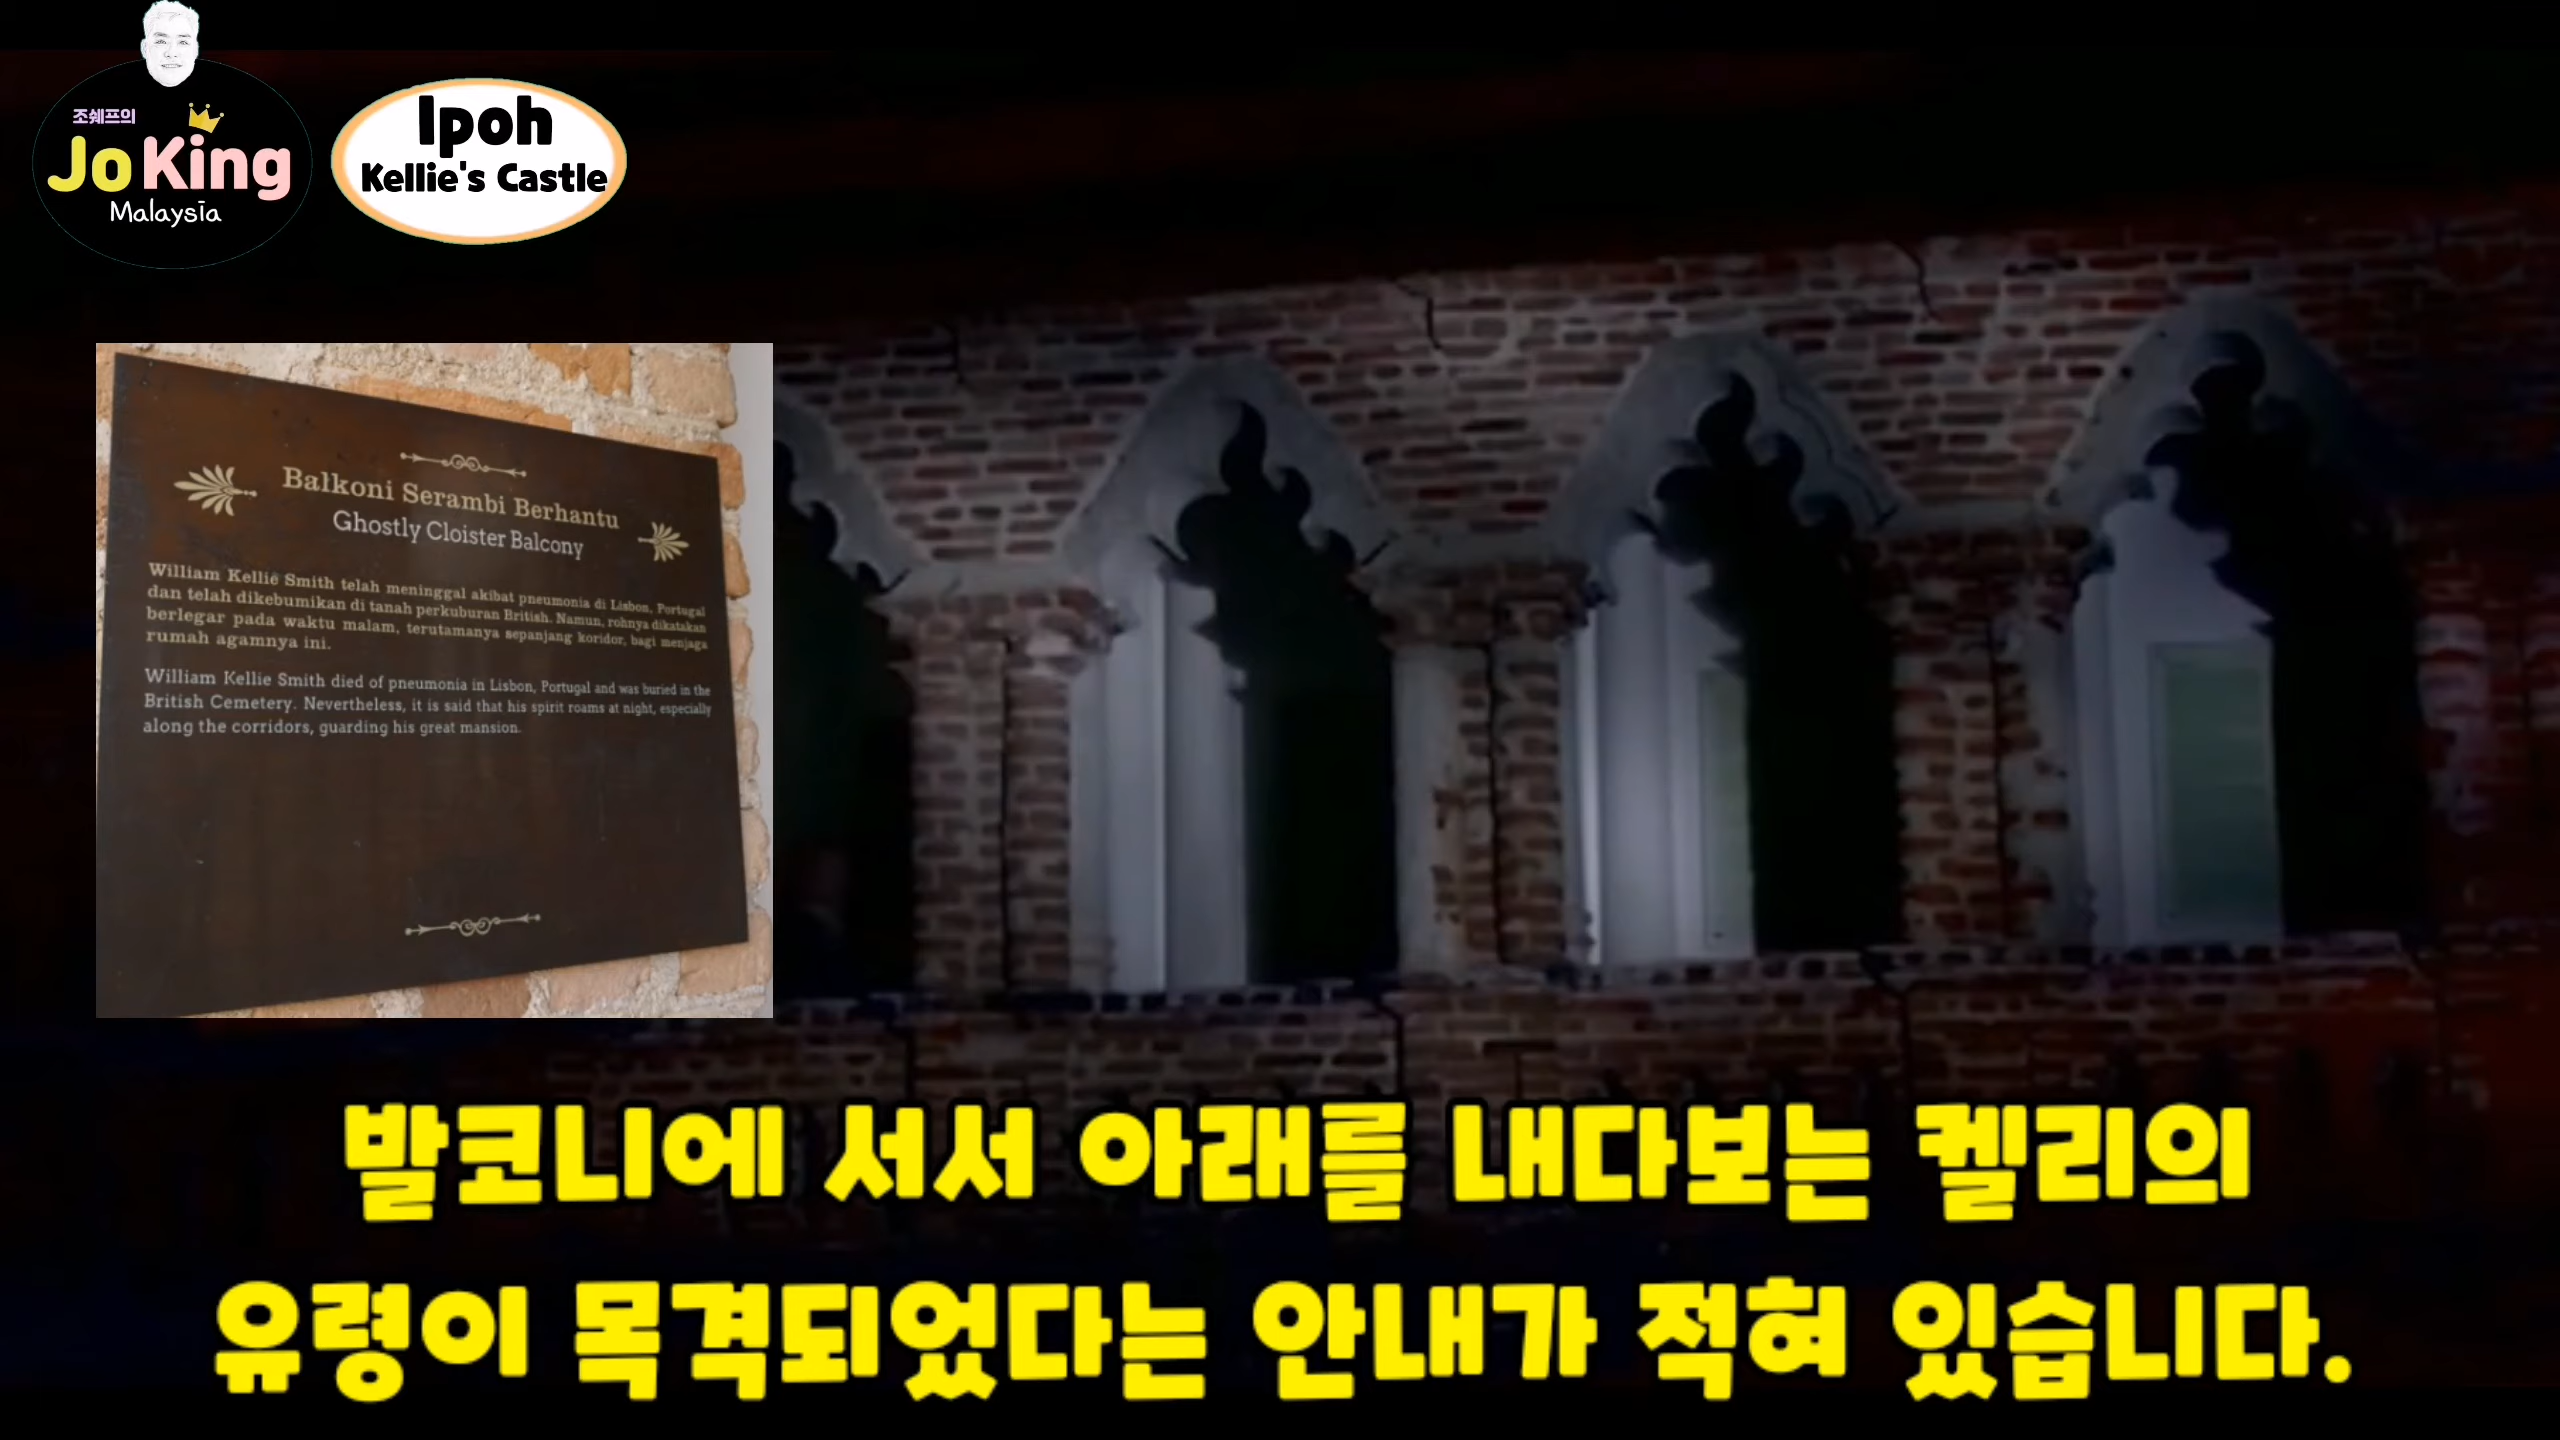 조쉐프의
JoKing
Malaysia
Ipoh
Kellie's Castle
Balkoni Serambi Berhantu
Ghostly Cloister Balcony
William Kellie Smith telah meninggal akibat pneumonia di Lisbon, Portugal
dan telah dikebumikan di tanah perkuburan British. Namun, rohnya dikatakan
berlegar pada waktu malam, terutamanya sepanjang koridor, bagi menjaga
rumah agamnya ini.
William Kellie Smith died of pneumonia in Lisbon, Portugal and was buried in the
British Cemetery. Nevertheless, it is said that his spirit roams at night, especially
along the corridors, guarding his great mansion.
발코니에 서서 아래를 내다보는 켈리의
유령이 목격되었다는 안내가 적혀 있습니다.